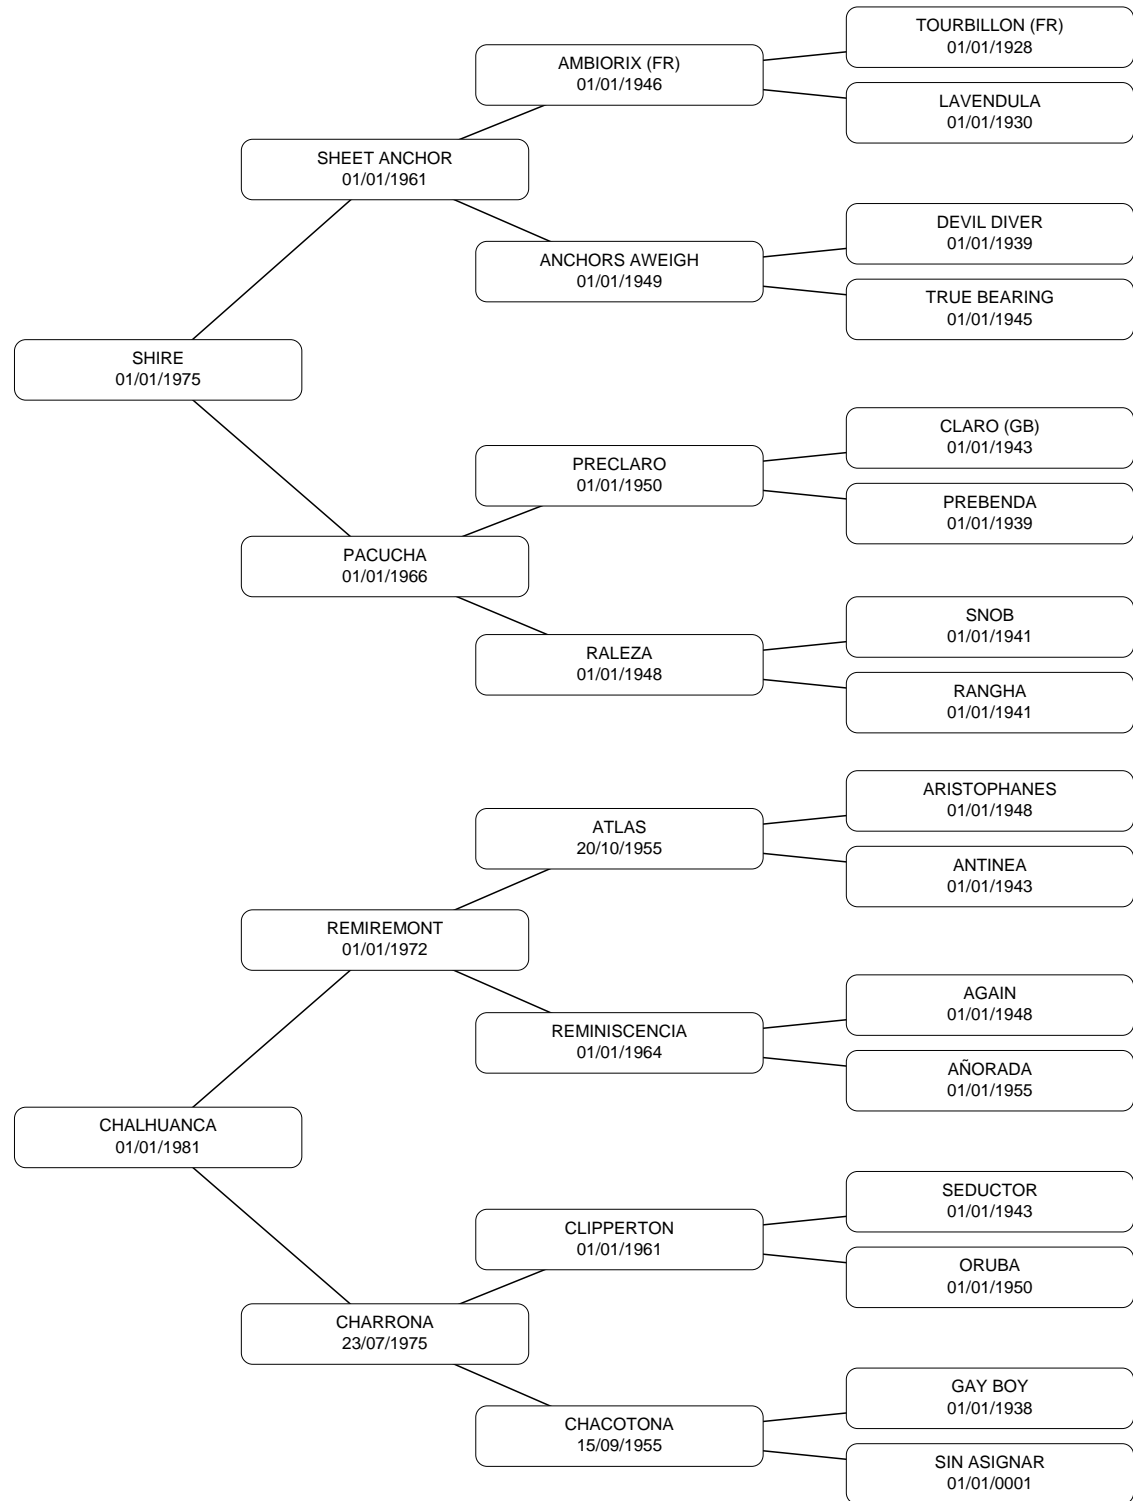 TOURBILLON (FR)
01/01/1928
AMBIORIX (FR)
01/01/1946
LAVENDULA
01/01/1930
SHEET ANCHOR
01/01/1961
DEVIL DIVER
01/01/1939
ANCHORS AWEIGH
01/01/1949
TRUE BEARING
01/01/1945
SHIRE
01/01/1975
CLARO (GB)
01/01/1943
PRECLARO
01/01/1950
PREBENDA
01/01/1939
PACUCHA
01/01/1966
SNOB
01/01/1941
RALEZA
01/01/1948
RANGHA
01/01/1941
ARISTOPHANES
01/01/1948
ATLAS
20/10/1955
ANTINEA
01/01/1943
REMIREMONT
01/01/1972
AGAIN
01/01/1948
REMINISCENCIA
01/01/1964
AÑORADA
01/01/1955
CHALHUANCA
01/01/1981
SEDUCTOR
01/01/1943
CLIPPERTON
01/01/1961
ORUBA
01/01/1950
CHARRONA
23/07/1975
GAY BOY
01/01/1938
CHACOTONA
15/09/1955
SIN ASIGNAR
01/01/0001